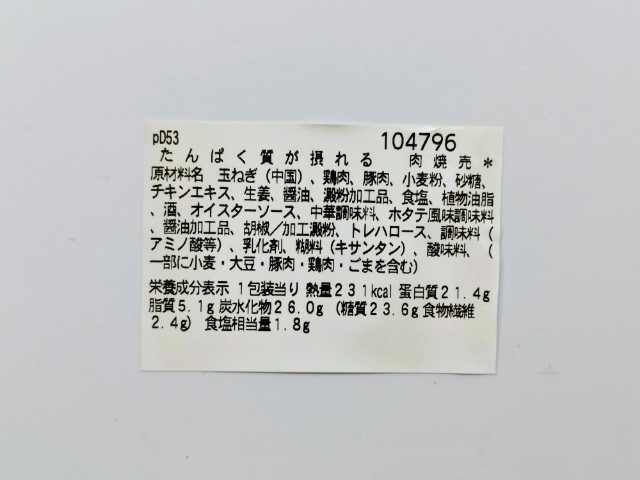 pD53 104796
たんぱく質が摂れる 肉焼売*
原材料名 玉ねぎ（中国）、鶏肉、豚肉、小麦粉、砂糖、
チキンエキス、生姜、醤油、澱粉加工品、食塩、植物油脂
、酒、オイスターソース、中華調味料、ホタテ風味調味料
、醤油加工品、胡椒／加工澱粉、トレハロース、調味料（
アミノ酸等）、乳化剤、糊料（キサンタン）、酸味料、（
一部に小麦・大豆・豚肉・鶏肉・ごまを含む）
栄養成分表示 1包装当り 熱量231kcal 蛋白質21.4g
脂質5.1g 炭水化物26.0g （糖質23.6g 食物繊維
2.4g） 食塩相当量1.8g